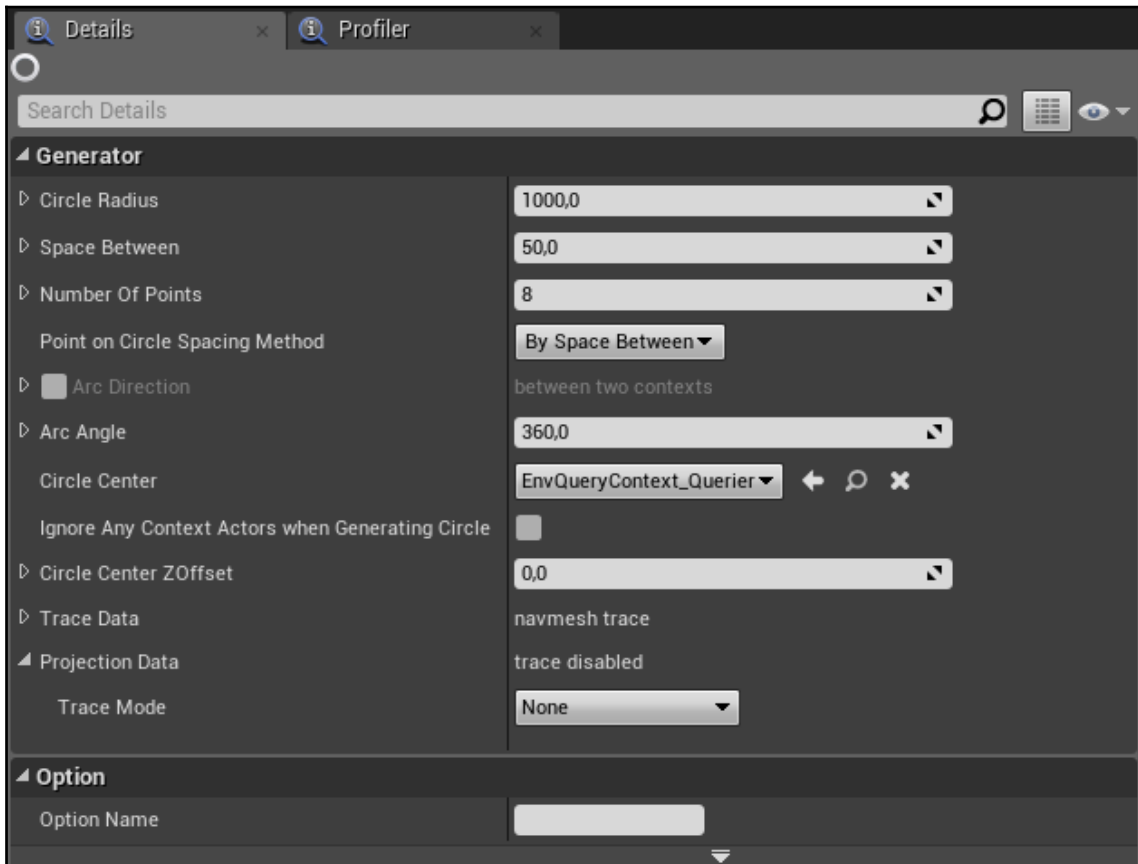 Details Profiler
Search Details
Generator
Circle Radius 1000,0
Space Between 50,0
Number Of Points 8
Point on Circle Spacing Method By Space Between
Arc Direction between two contexts
Arc Angle 360,0
Circle Center EnvQueryContext_Querier
Ignore Any Context Actors when Generating Circle
Circle Center ZOffset 0,0
Trace Data navmesh trace
Projection Data trace disabled
Trace Mode None
Option
Option Name